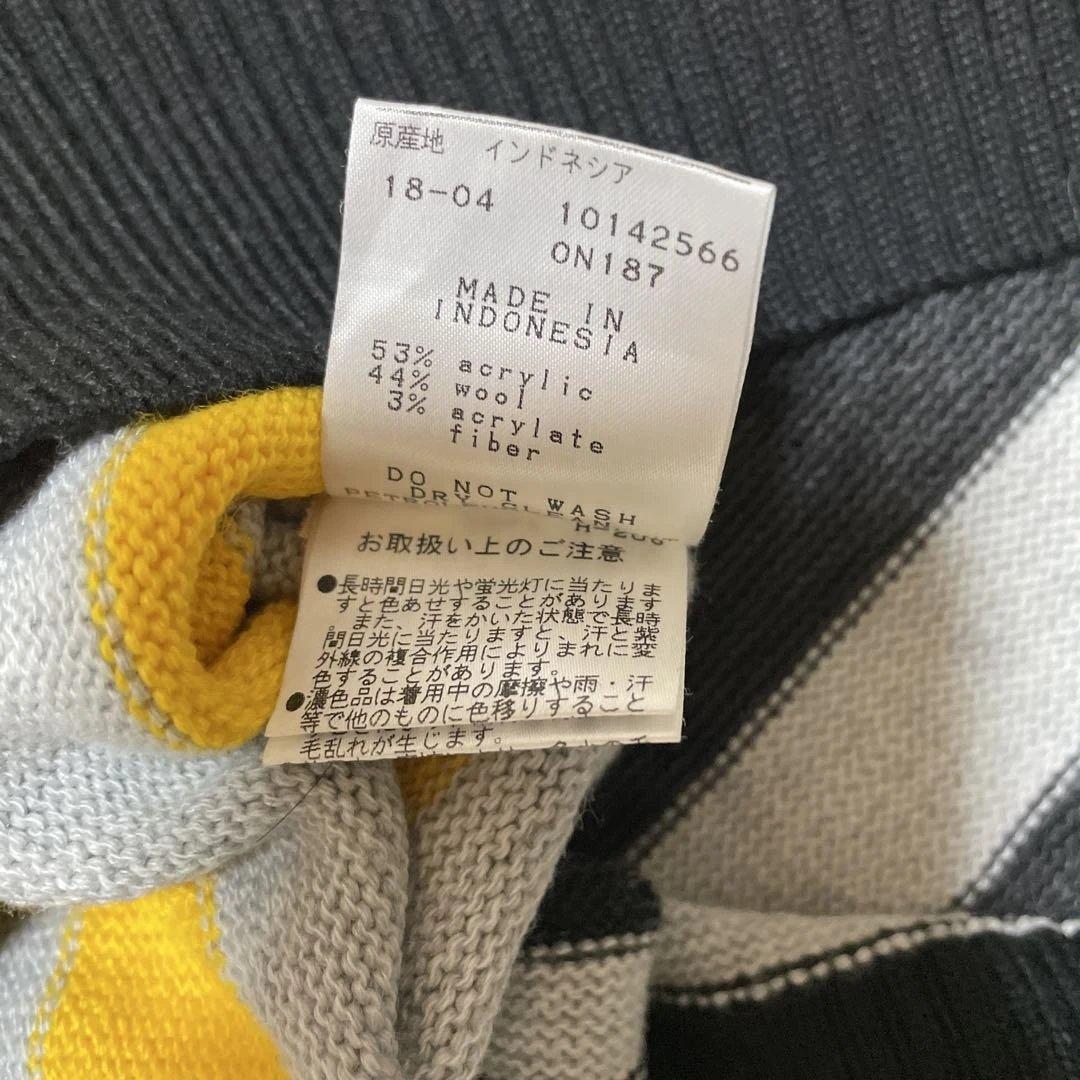 原産地 インドネシア
18-04 10142566
0N187
MADE IN
INDONESIA
53% acrylic
44% wool
3% acrylate
fiber
DO NOT WASH
DRY
お取扱い上のご注意
●長時間日光や蛍光灯に当たりま
すと色あせすることがあります
。また、汗をかいた状態で長時
間日光に当たりますと、汗と紫
外線の複合作用によりまれに変
色することがあります。
●濃色品は着用中の摩擦や雨・汗
等で他のものに色移りすること
毛乱れが生じます。